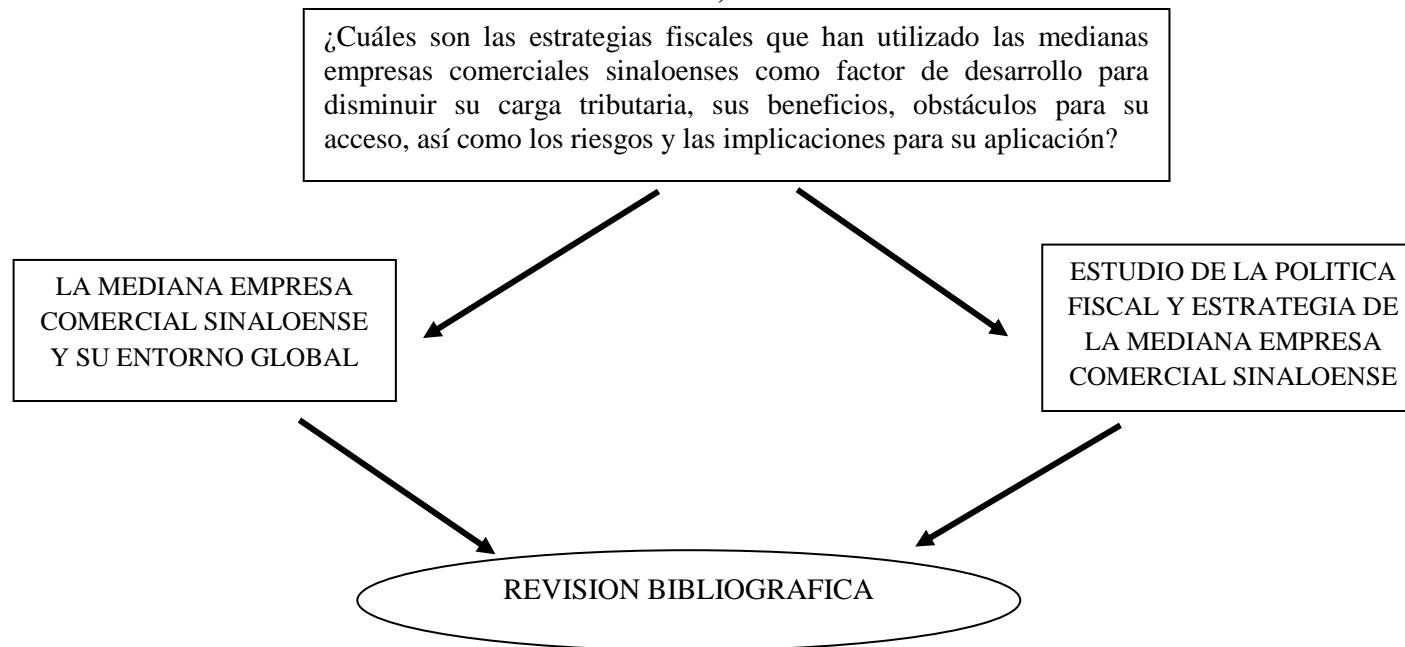 ¿Cuáles son las estrategias fiscales que han utilizado las medianas
empresas comerciales sinaloenses como factor de desarrollo para
disminuir su carga tributaria, sus beneficios, obstáculos para su
acceso, así como los riesgos y las implicaciones para su aplicación?
LA MEDIANA EMPRESA
COMERCIAL SINALOENSE
Y SU ENTORNO GLOBAL
ESTUDIO DE LA POLITICA
FISCAL Y ESTRATEGIA DE
LA MEDIANA EMPRESA
COMERCIAL SINALOENSE
REVISION BIBLIOGRAFICA